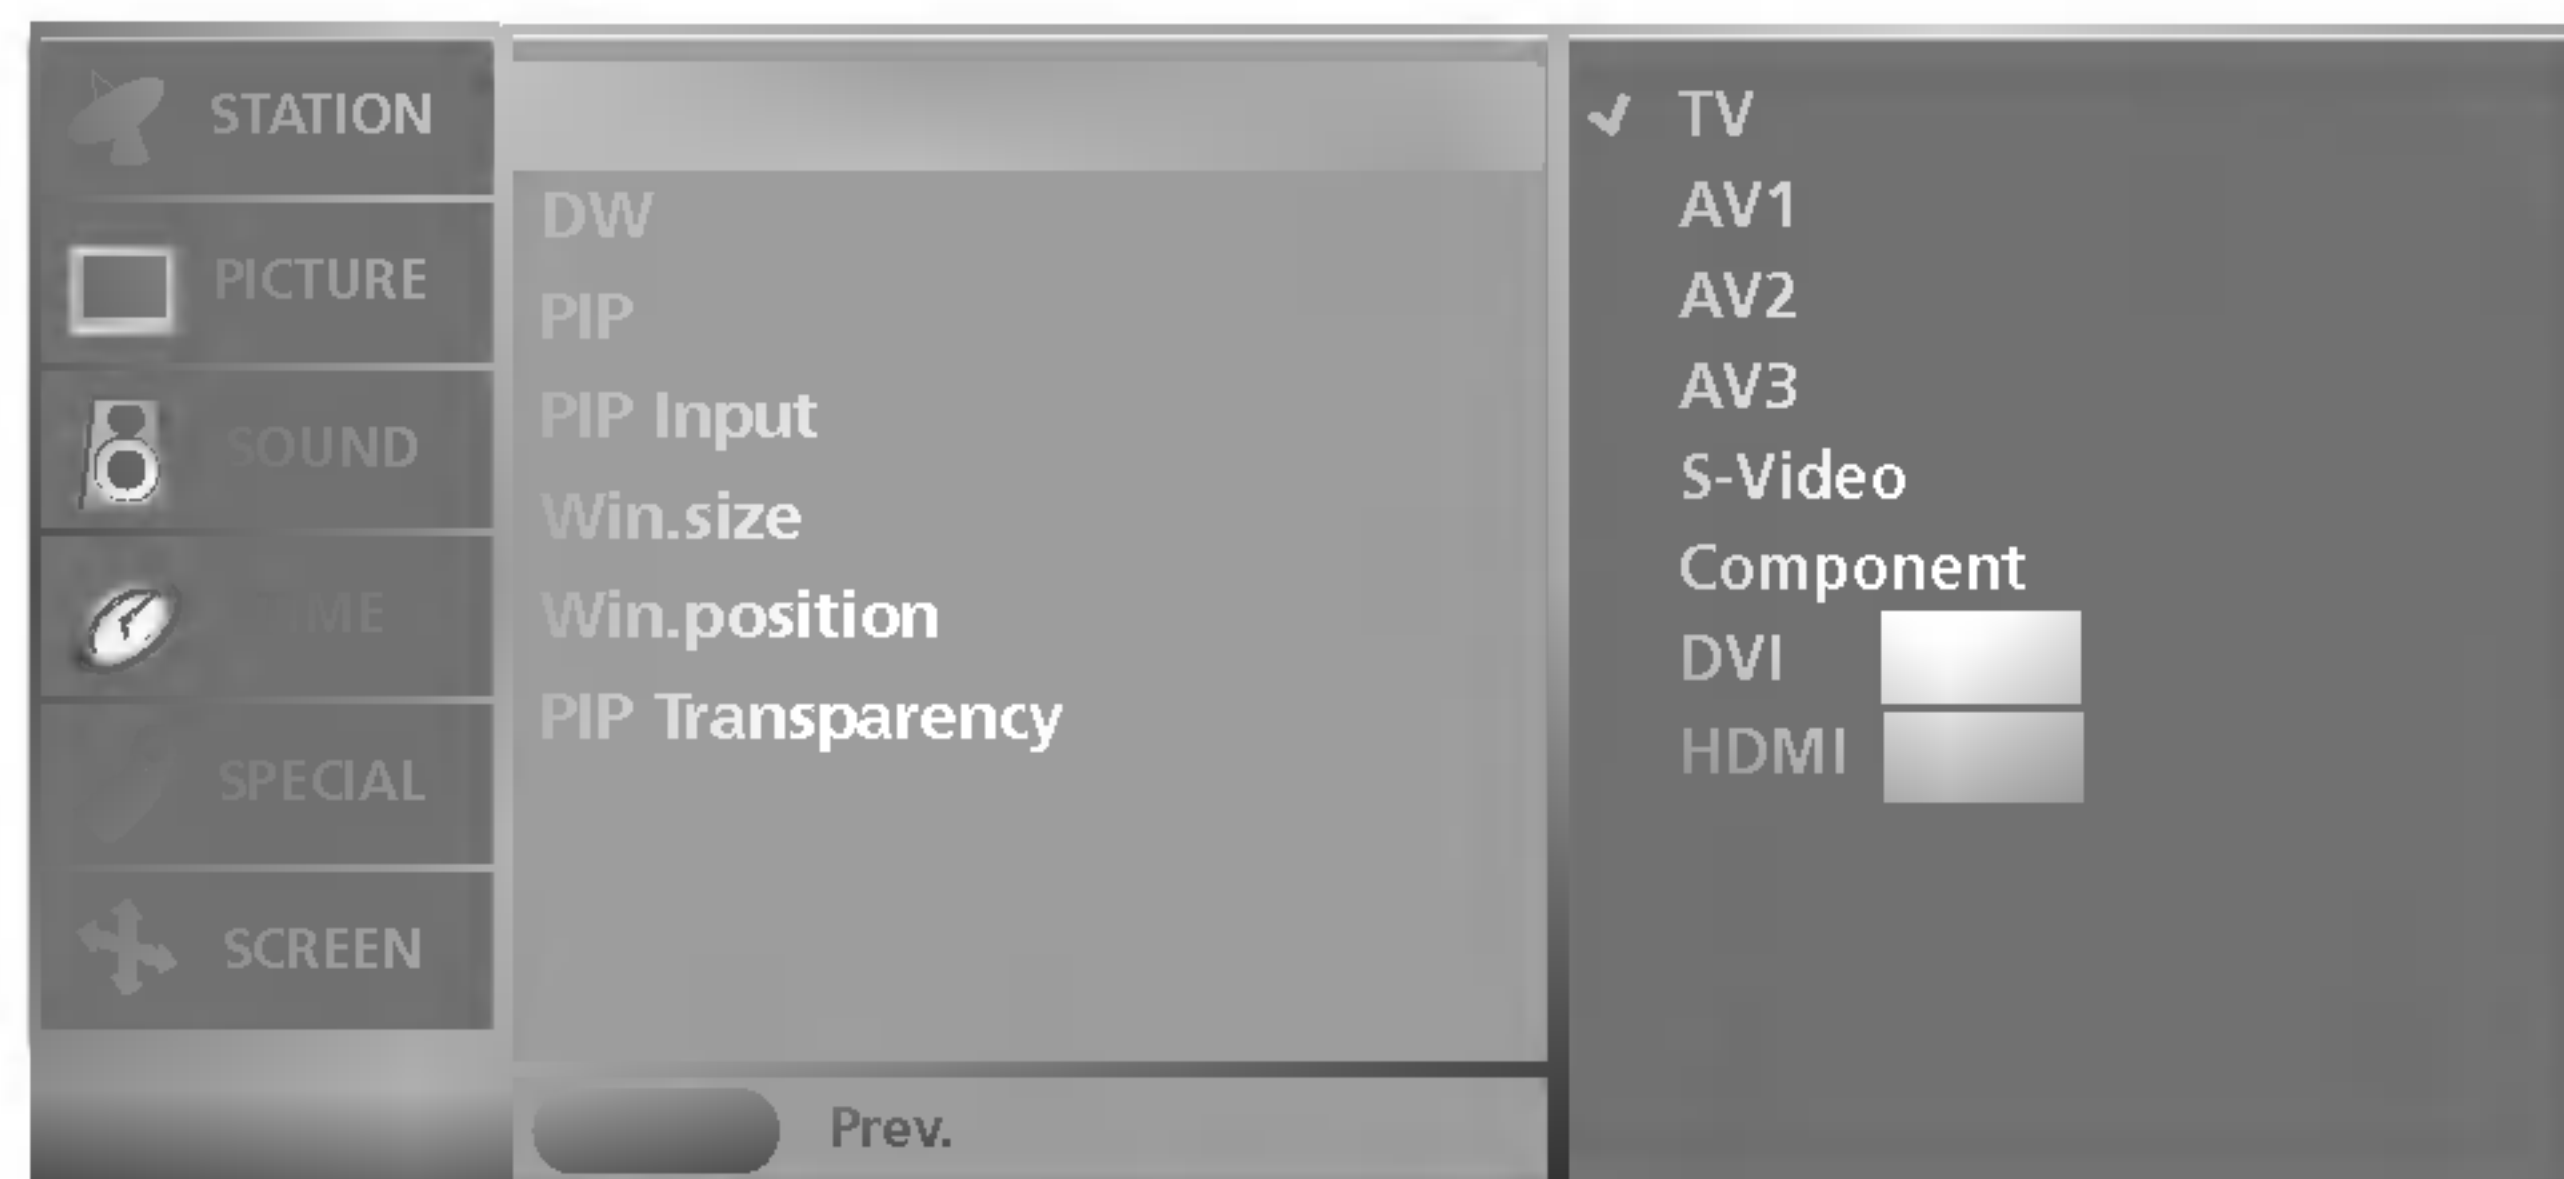 STATION
PICTURE
SOUND
TIME
SPECIAL
SCREEN
DW
PIP
PIP Input
Win.size
Win.position
PIP Transparency
Prev.
TV
AV1
AV2
AV3
S-Video
Component
DVI
HDMI